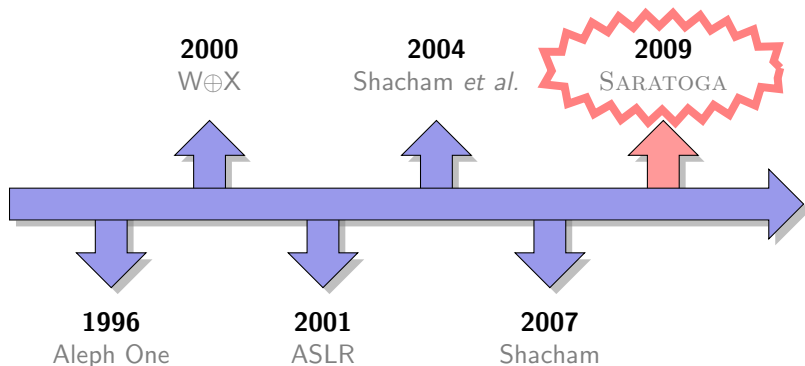 2000
W⊕X
2004
Shacham et al.
2009
SARATOGA
1996
Aleph One
2001
ASLR
2007
Shacham